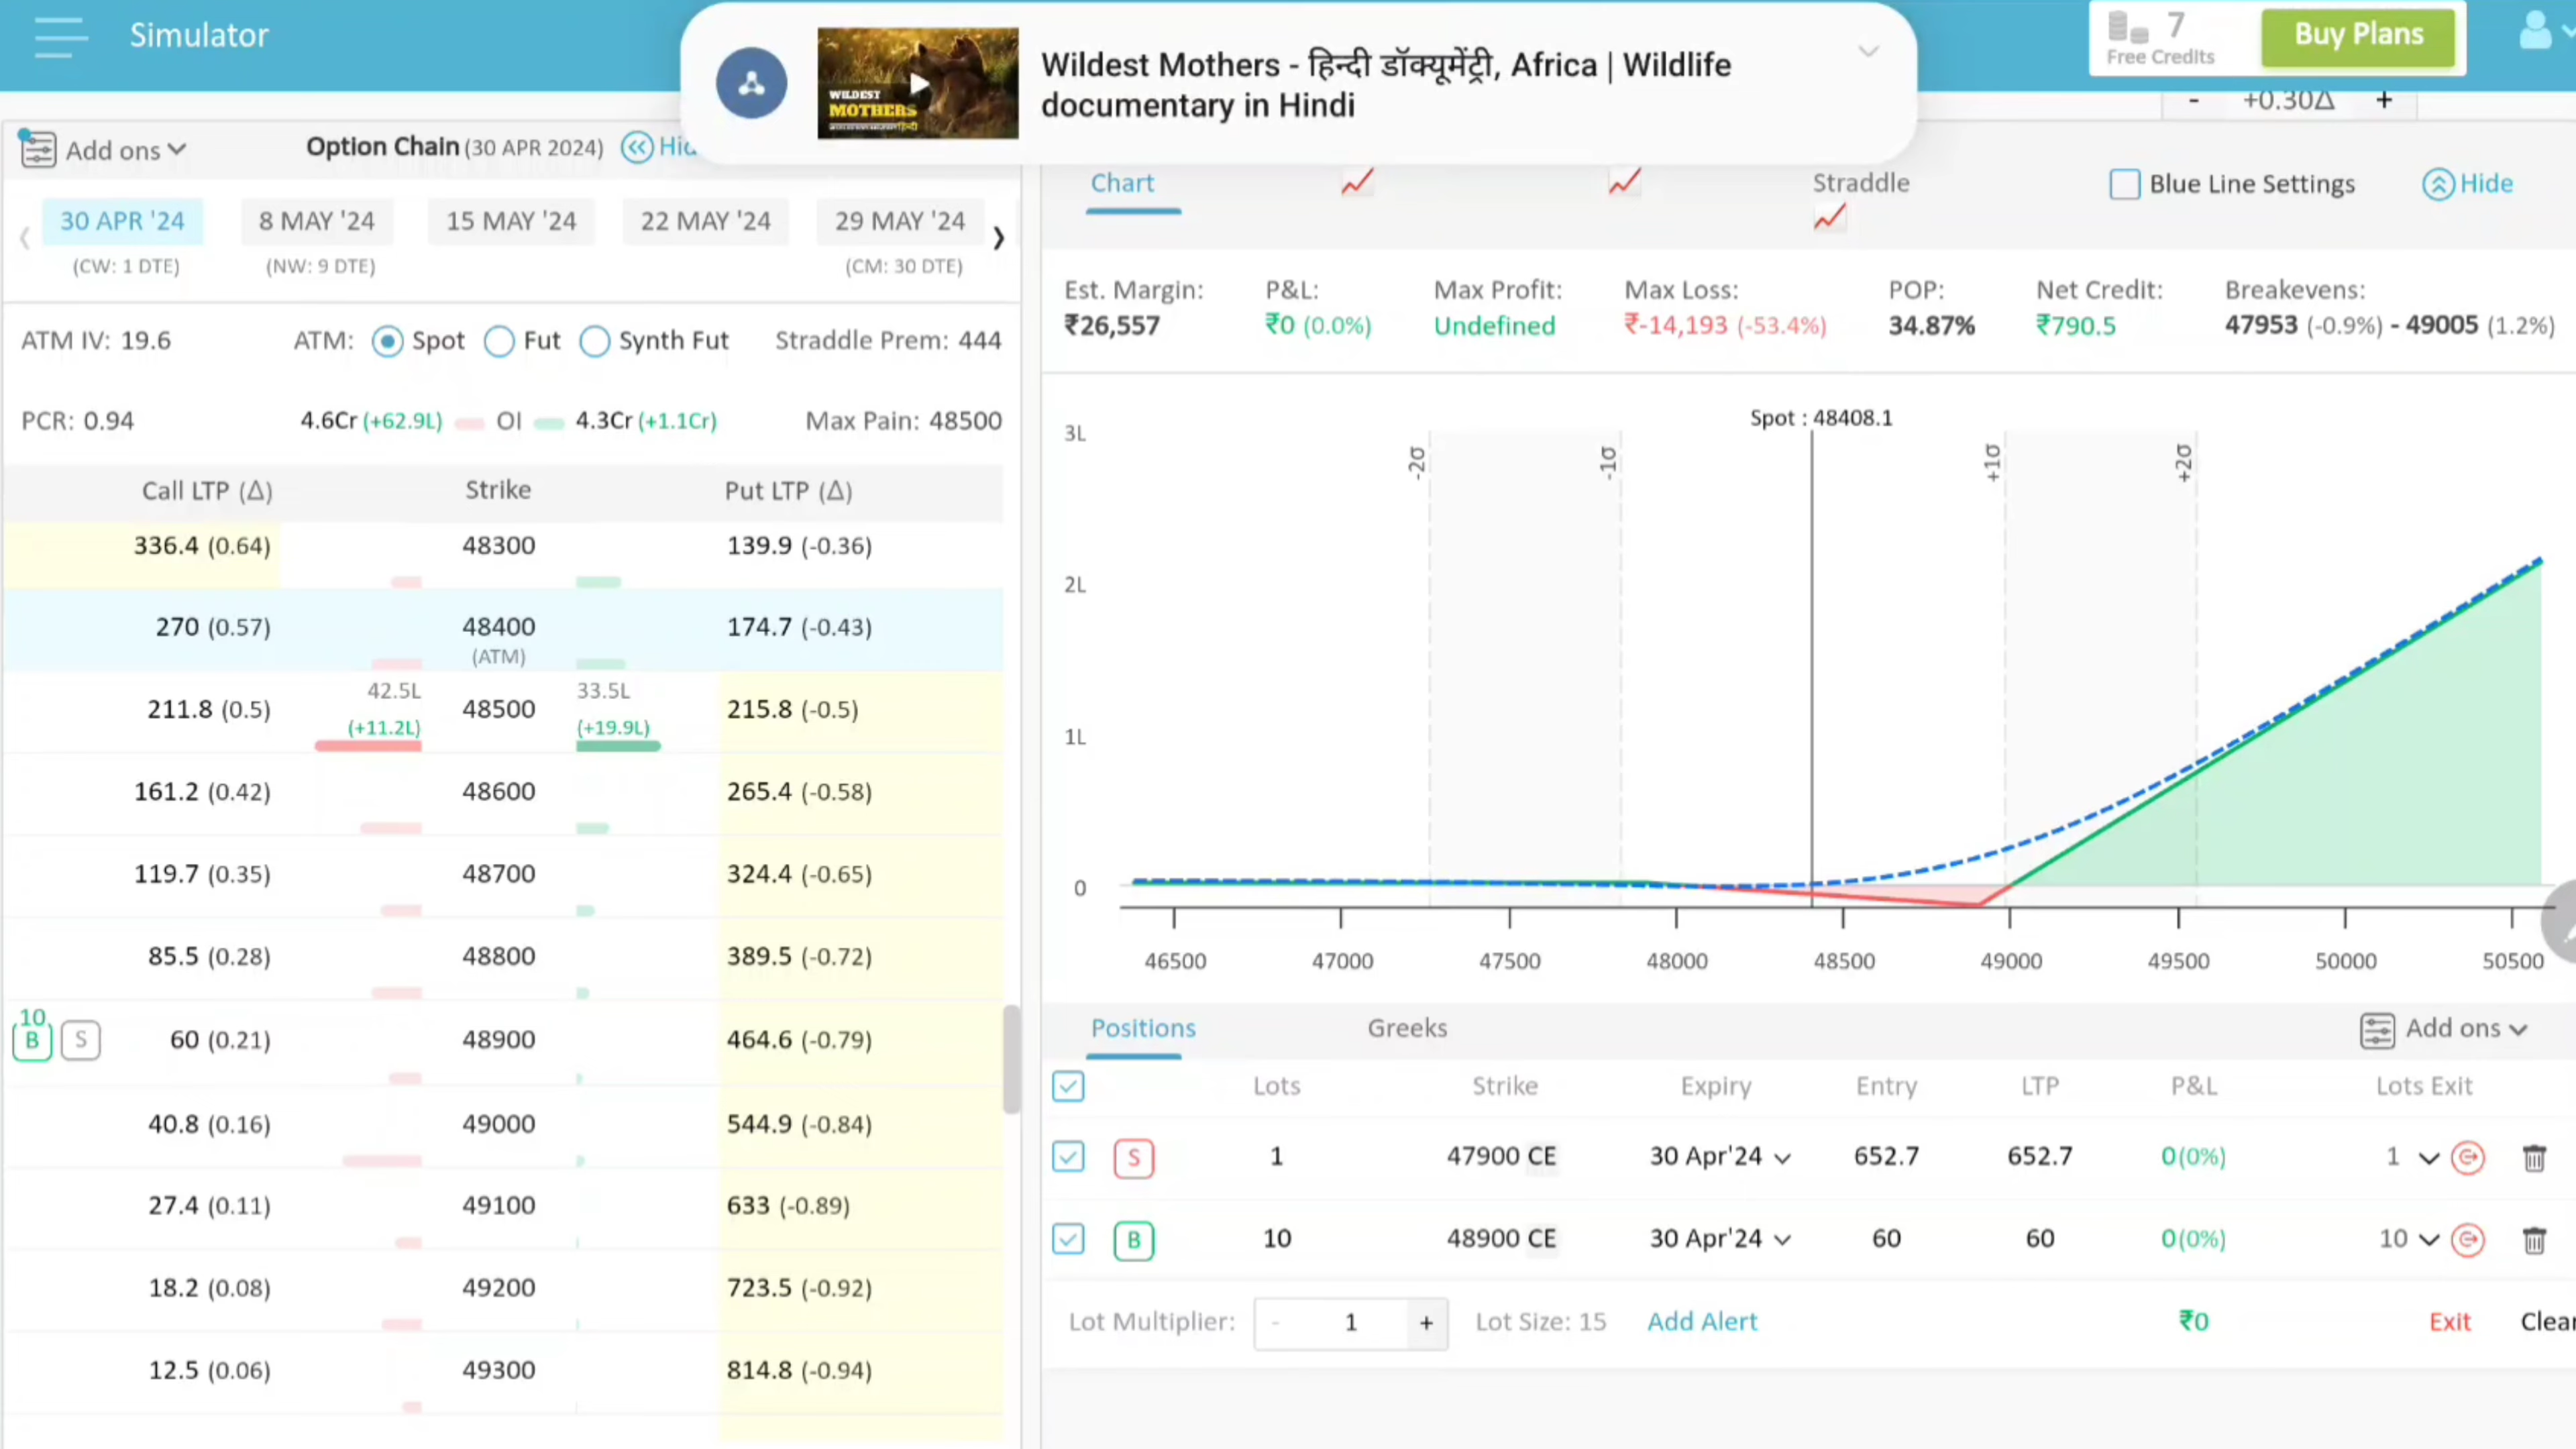 Simulator
Wildest Mothers - हिन्दी डॉक्यूमेंट्री, Africa | Wildlife
documentary in Hindi
WILDEST
MOTHERS
7
Free Credits
Buy Plans
- +0.30Δ +
Add ons
Option Chain (30 APR 2024)
30 APR '24 8 MAY '24 15 MAY '24 22 MAY '24 29 MAY '24
(CW: 1 DTE) (NW: 9 DTE) (CM: 30 DTE)
ATM IV: 19.6 ATM: Spot Fut Synth Fut Straddle Prem: 444
PCR: 0.94 4.6Cr (+62.9L) OI 4.3Cr (+1.1Cr) Max Pain: 48500
Call LTP (Δ) Strike Put LTP (Δ)
336.4 (0.64) 48300 139.9 (-0.36)
270 (0.57) 48400 174.7 (-0.43)
(ATM)
42.5L 33.5L
211.8 (0.5) 48500 215.8 (-0.5)
(+11.2L) (+19.9L)
161.2 (0.42) 48600 265.4 (-0.58)
119.7 (0.35) 48700 324.4 (-0.65)
85.5 (0.28) 48800 389.5 (-0.72)
10
B S 60 (0.21) 48900 464.6 (-0.79)
40.8 (0.16) 49000 544.9 (-0.84)
27.4 (0.11) 49100 633 (-0.89)
18.2 (0.08) 49200 723.5 (-0.92)
12.5 (0.06) 49300 814.8 (-0.94)
Chart Straddle Blue Line Settings Hide
Est. Margin: P&L: Max Profit: Max Loss: POP: Net Credit: Breakevens:
₹26,557 ₹0 (0.0%) Undefined ₹-14,193 (-53.4%) 34.87% ₹790.5 47953 (-0.9%) - 49005 (1.2%)
Spot : 48408.1
-2σ -1σ +1σ +2σ
3L
2L
1L
0
46500 47000 47500 48000 48500 49000 49500 50000 50500
Positions Greeks Add ons
Lots Strike Expiry Entry LTP P&L Lots Exit
S 1 47900 CE 30 Apr'24 652.7 652.7 0(0%) 1
B 10 48900 CE 30 Apr'24 60 60 0(0%) 10
Lot Multiplier: - 1 + Lot Size: 15 Add Alert ₹0 Exit